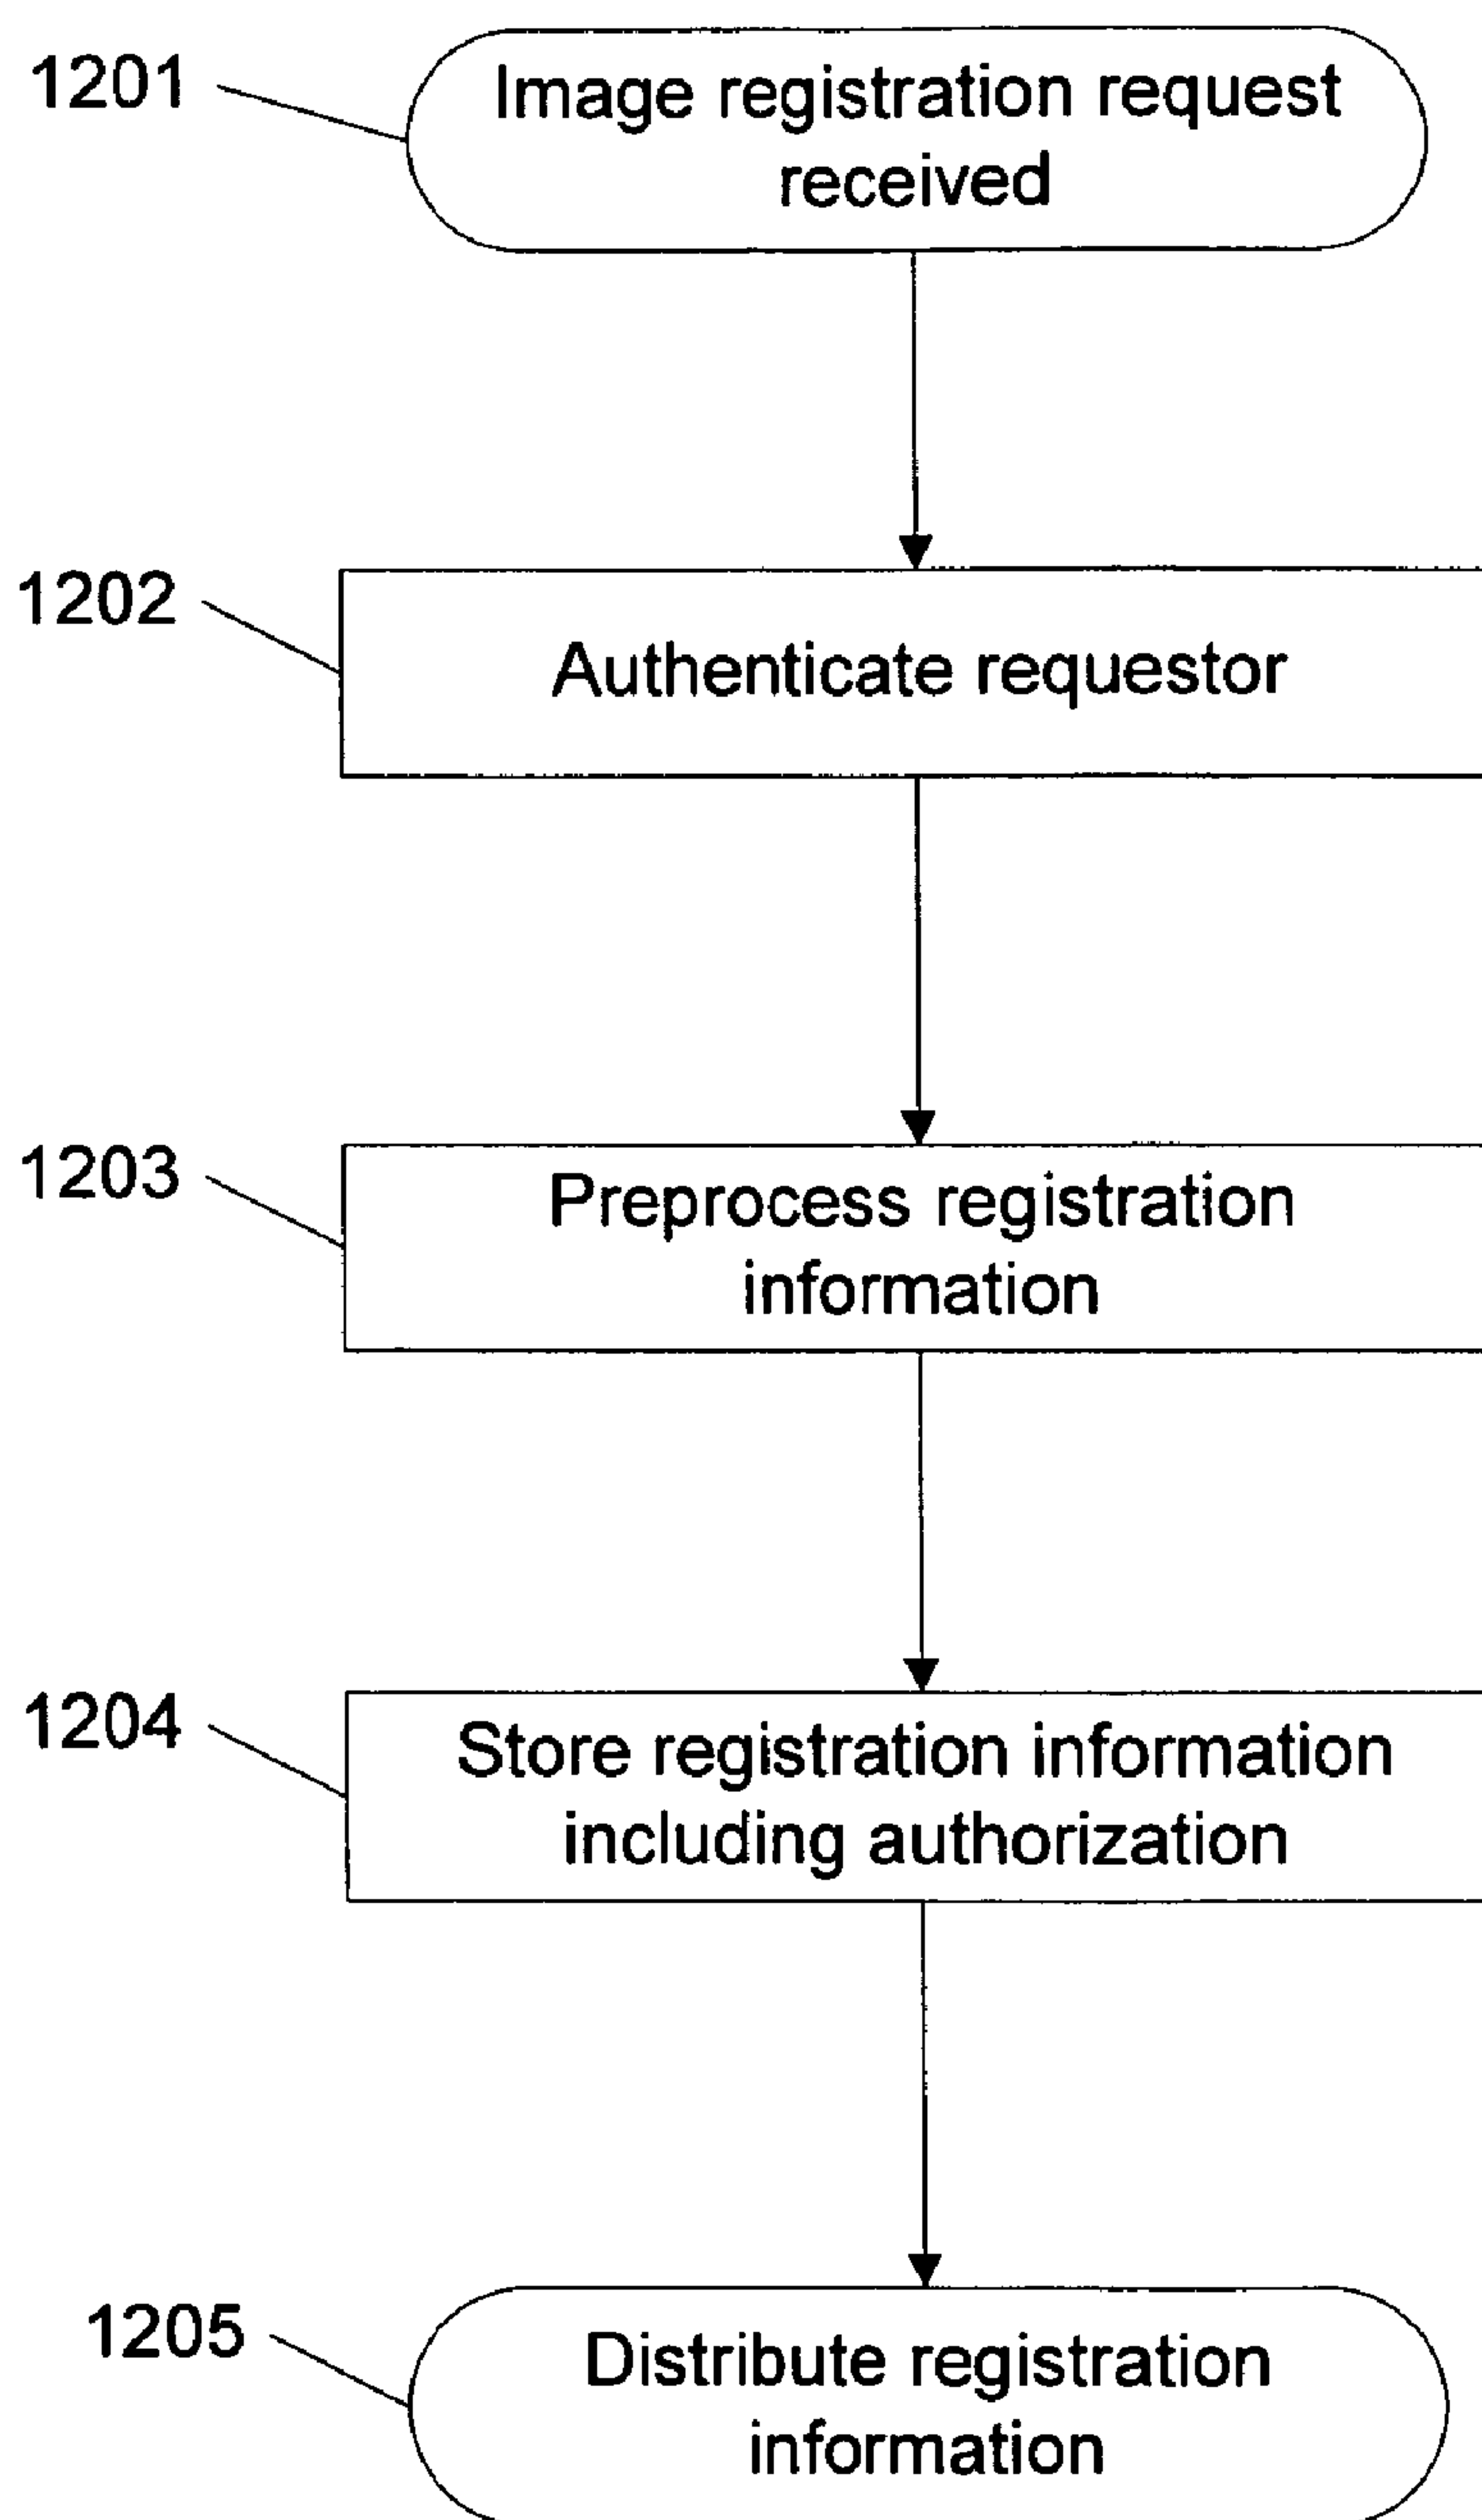 1201
Image registration request
received
1202
Authenticate requestor
1203
Preprocess registration
information
1204
Store registration information
including authorization
1205
Distribute registration
information